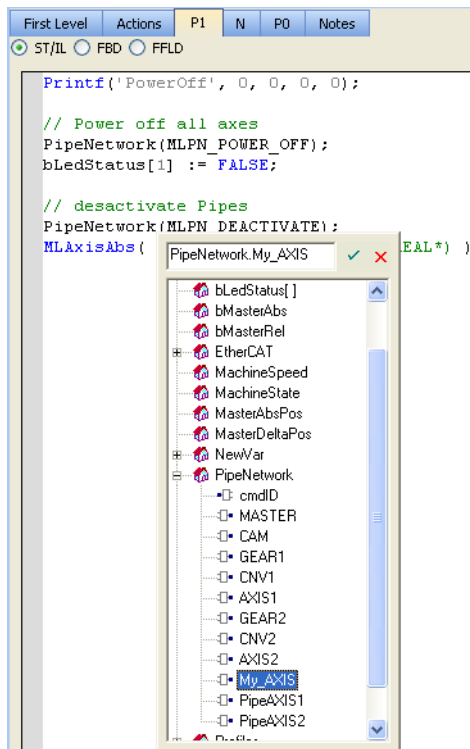 First Level Actions P1 N P0 Notes
ST/IL FBD FFLD
Printf('PowerOff', 0, 0, 0, 0);
// Power off all axes
PipeNetwork(MLPN_POWER_OFF);
bLedStatus[1] := FALSE;
// desactivate Pipes
PipeNetwork(MLPN_DEACTIVATE);
MLAxisAbs( PipeNetwork.My_AXIS EAL*) )
bLedStatus[ ]
bMasterAbs
bMasterRel
EtherCAT
MachineSpeed
MachineState
MasterAbsPos
MasterDeltaPos
NewVar
PipeNetwork
cmdID
MASTER
CAM
GEAR1
CNV1
AXIS1
GEAR2
CNV2
AXIS2
My_AXIS
PipeAXIS1
PipeAXIS2